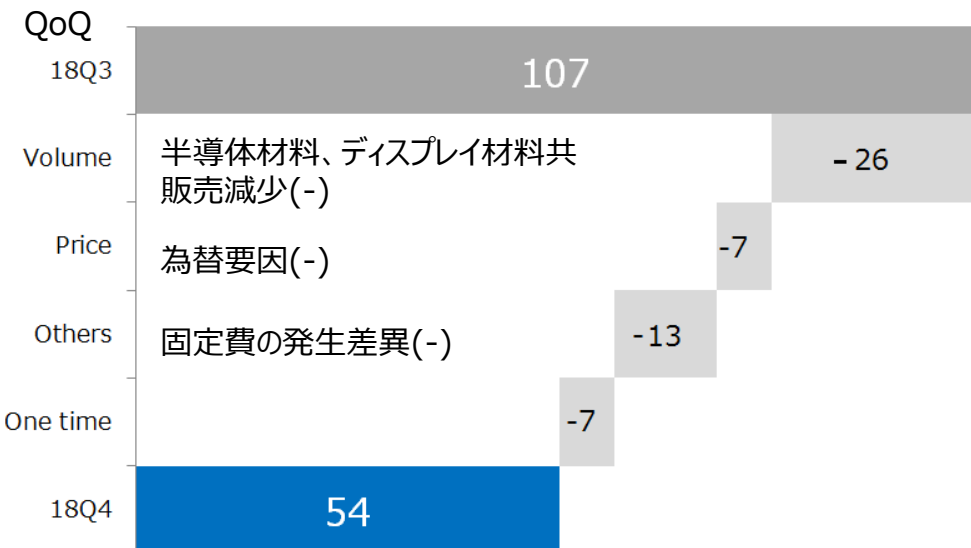 QoQ
18Q3
107
Volume
半導体材料、ディスプレイ材料共
販売減少(-)
– 26
Price
為替要因(-)
-7
Others
固定費の発生差異(-)
-13
One time
-7
18Q4
54